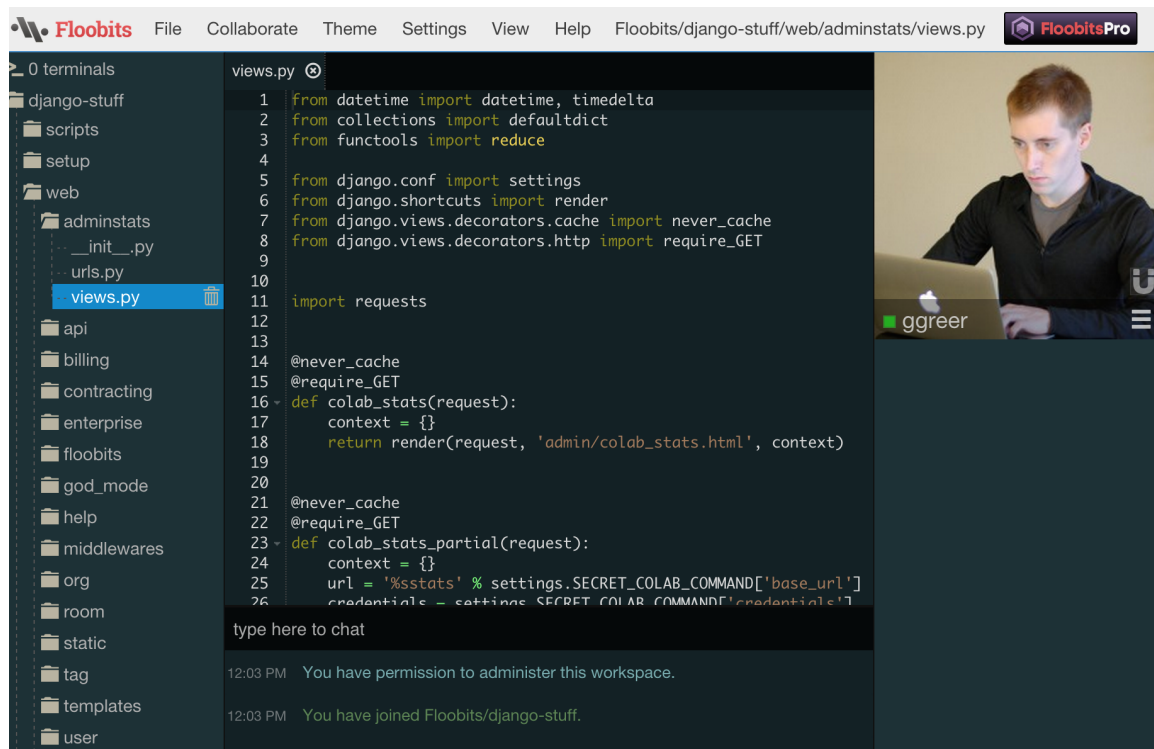 Floobits File Collaborate Theme Settings View Help Floobits/django-stuff/web/adminstats/views.py FloobitsPro
0 terminals
django-stuff
scripts
setup
web
adminstats
__init__.py
urls.py
views.py
api
billing
contracting
enterprise
floobits
god_mode
help
middlewares
org
room
static
tag
templates
user
views.py
1 from datetime import datetime, timedelta
2 from collections import defaultdict
3 from functools import reduce
4
5 from django.conf import settings
6 from django.shortcuts import render
7 from django.views.decorators.cache import never_cache
8 from django.views.decorators.http import require_GET
9
10
11 import requests
12
13
14 @never_cache
15 @require_GET
16 def colab_stats(request):
17     context = {}
18     return render(request, 'admin/colab_stats.html', context)
19
20
21 @never_cache
22 @require_GET
23 def colab_stats_partial(request):
24     context = {}
25     url = '%sstats' % settings.SECRET_COLAB_COMMAND['base_url']
26     credentials = settings.SECRET_COLAB_COMMAND['credentials']
type here to chat
12:03 PM You have permission to administer this workspace.
12:03 PM You have joined Floobits/django-stuff.
ggreer